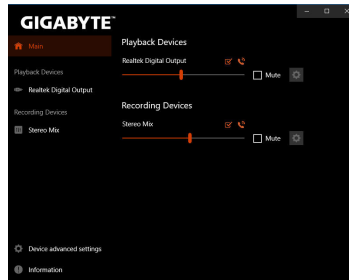 GIGABYTE™
Main
Playback Devices
Realtek Digital Output
Recording Devices
Stereo Mix
Device advanced settings
Information
Playback Devices
Realtek Digital Output
Mute
Recording Devices
Stereo Mix
Mute